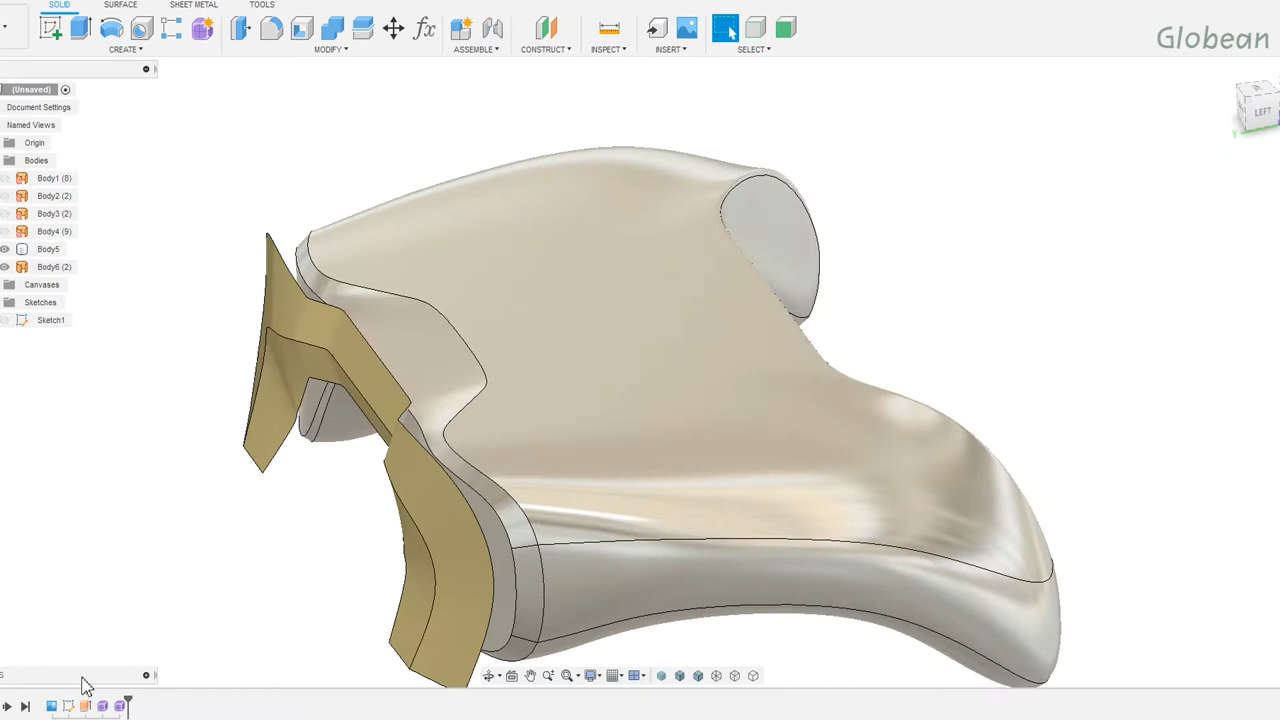 SOLID SURFACE SHEET METAL TOOLS
CREATE MODIFY ASSEMBLE CONSTRUCT INSPECT INSERT SELECT
Globean
(Unsaved)
Document Settings
Named Views
Origin
Bodies
Body1 (8)
Body2 (2)
Body3 (2)
Body4 (9)
Body5
Body6 (2)
Canvases
Sketches
Sketch1
LEFT
Y
fx
S